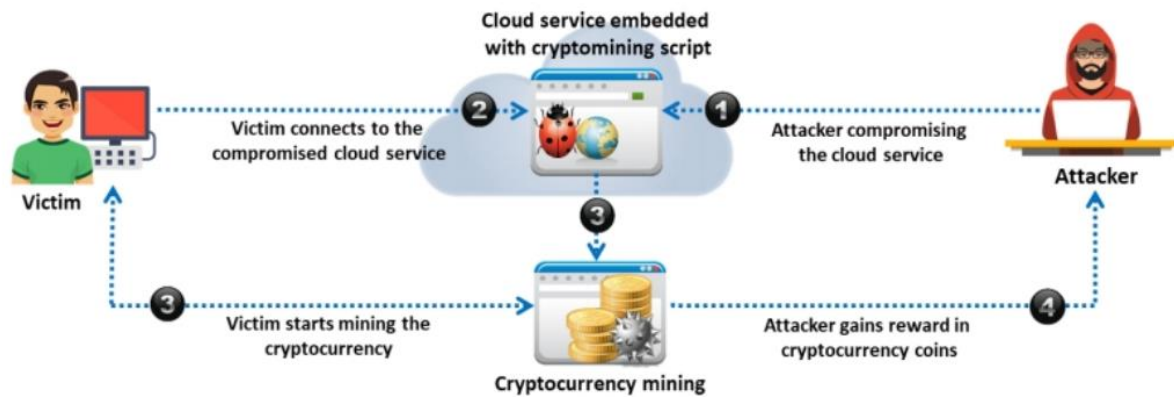 Cloud service embedded
with cryptomining script
2
1
Victim connects to the
compromised cloud service
Attacker compromising
the cloud service
Victim
Attacker
3
3
4
Victim starts mining the
cryptocurrency
Attacker gains reward in
cryptocurrency coins
Cryptocurrency mining